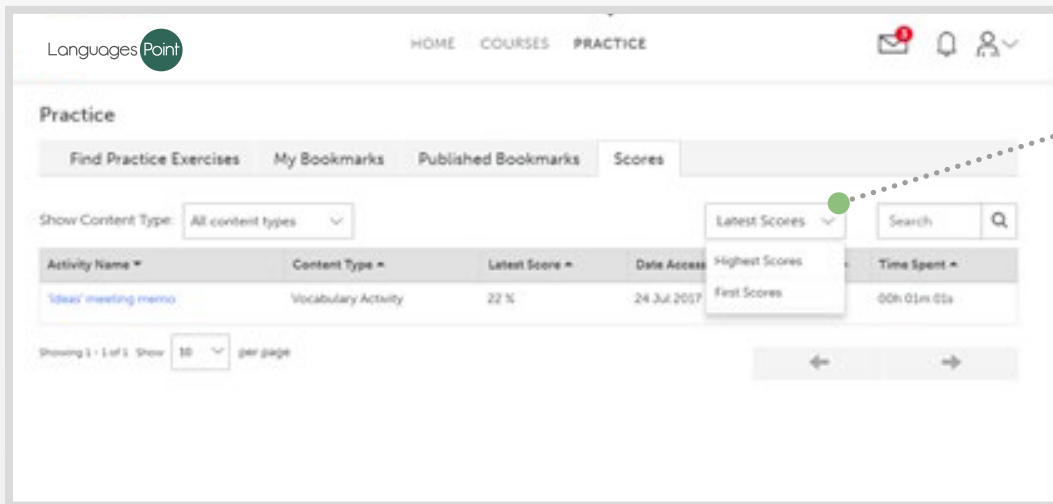 Languages Point
HOME COURSES PRACTICE
Practice
Find Practice Exercises My Bookmarks Published Bookmarks Scores
Show Content Type: All content types Latest Scores Search
Highest Scores
First Scores
Activity Name Content Type Latest Score Date Time Spent
'Ideas' meeting memo Vocabulary Activity 22 % 24 Jul 2017 00h 01m 01s
Showing 1 - 1 of 1 Show 10 per page